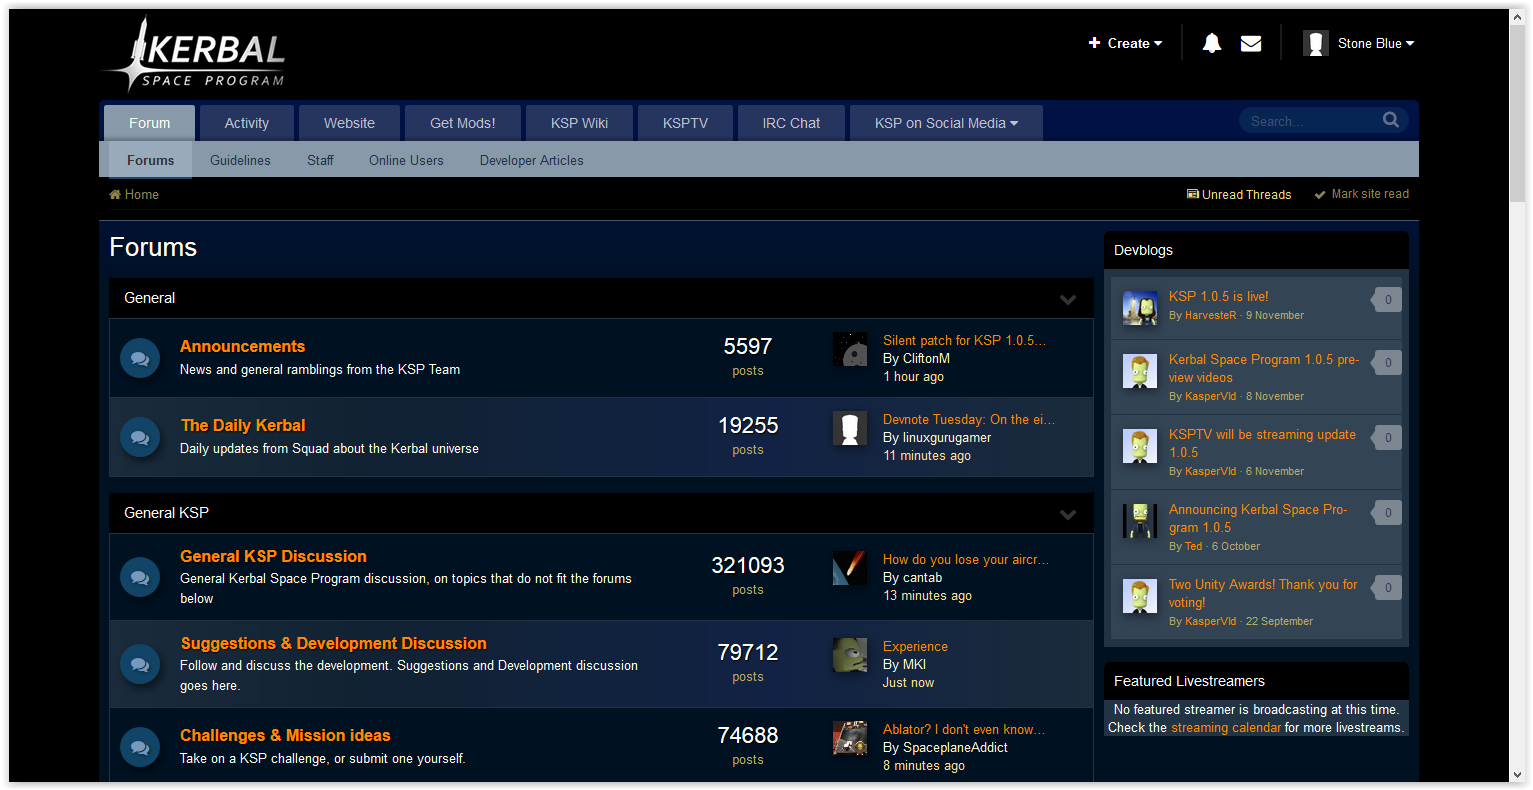 KERBAL
SPACE PROGRAM
Create
Stone Blue
Forum
Activity
Website
Get Mods!
KSP Wiki
KSPTV
IRC Chat
KSP on Social Media
Search...
Forums
Guidelines
Staff
Online Users
Developer Articles
Home
Unread Threads
Mark site read
Forums
General
Announcements
News and general ramblings from the KSP Team
5597
posts
Silent patch for KSP 1.0.5…
By CliftonM
1 hour ago
The Daily Kerbal
Daily updates from Squad about the Kerbal universe
19255
posts
Devnote Tuesday: On the ei…
By linuxgurugamer
11 minutes ago
General KSP
General KSP Discussion
General Kerbal Space Program discussion, on topics that do not fit the forums
below
321093
posts
How do you lose your aircr…
By cantab
13 minutes ago
Suggestions & Development Discussion
Follow and discuss the development. Suggestions and Development discussion
goes here.
79712
posts
Experience
By MKI
Just now
Challenges & Mission ideas
Take on a KSP challenge, or submit one yourself.
74688
posts
Ablator? I don't even know…
By SpaceplaneAddict
8 minutes ago
Devblogs
KSP 1.0.5 is live!
By HarvesteR · 9 November
0
Kerbal Space Program 1.0.5 pre-
view videos
By KasperVld · 8 November
0
KSPTV will be streaming update
1.0.5
By KasperVld · 6 November
0
Announcing Kerbal Space Pro-
gram 1.0.5
By Ted · 6 October
0
Two Unity Awards! Thank you for
voting!
By KasperVld · 22 September
0
Featured Livestreamers
No featured streamer is broadcasting at this time.
Check the streaming calendar for more livestreams.